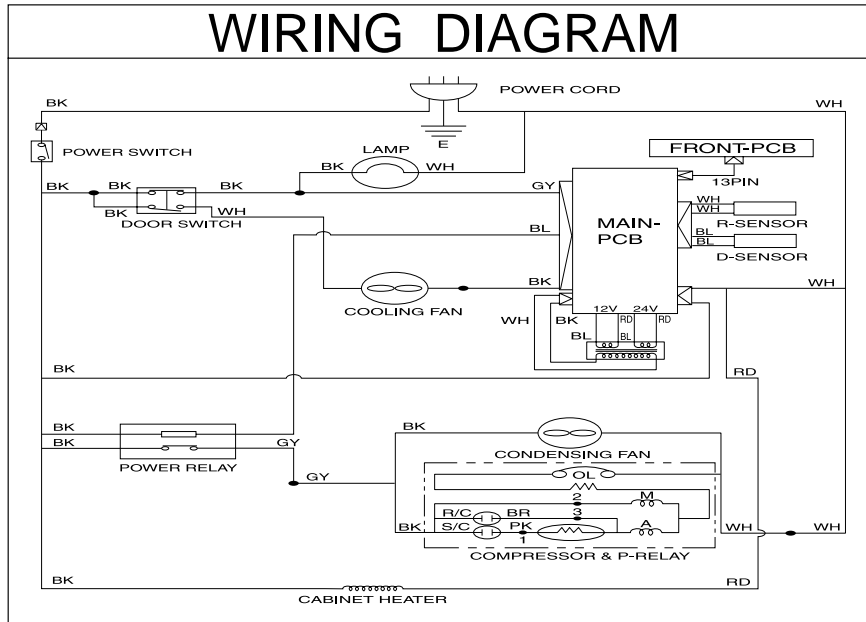 WIRING DIAGRAM
POWER CORD
BK
WH
E
POWER SWITCH
LAMP
BK
WH
FRONT-PCB
13PIN
BK
BK
BK
GY
BK
WH
DOOR SWITCH
MAIN-
PCB
WH
WH
R-SENSOR
BL
BL
D-SENSOR
BL
BK
WH
COOLING FAN
WH
BK
12V
24V
RD
RD
BL
BL
BK
RD
BK
BK
GY
POWER RELAY
BK
CONDENSING FAN
GY
OL
2
M
R/C
BR
3
BK
S/C
PK
1
A
WH
WH
COMPRESSOR & P-RELAY
BK
RD
CABINET HEATER